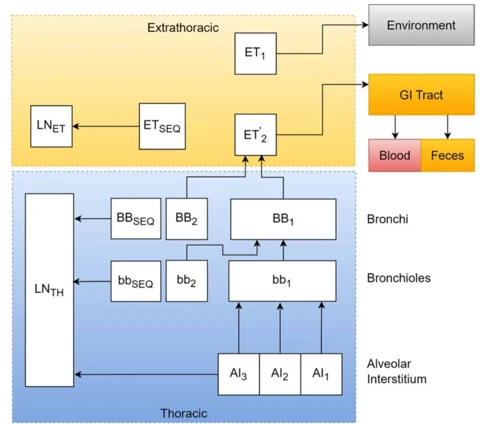 Extrathoracic
Environment
ET1
GI Tract
LNET
ETSEQ
ET'2
Blood
Feces
BBSEQ
BB2
BB1
Bronchi
LNTH
bbSEQ
bb2
bb1
Bronchioles
AI3
AI2
AI1
Alveolar
Interstitium
Thoracic